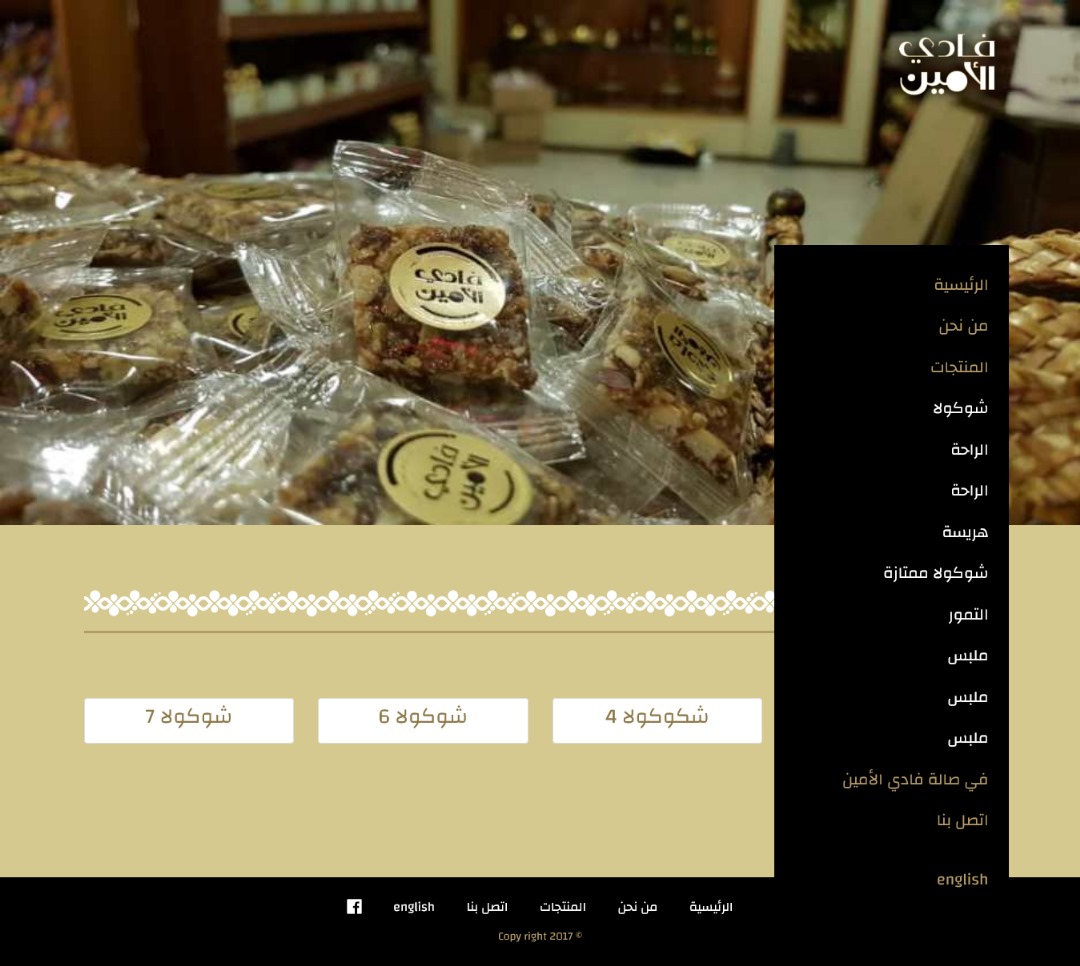 فادي
الأمين
فادي
الأمين
فادي
الأمين
فادي
الأمين
الرئيسية
من نحن
المنتجات
شوكولا
الراحة
الراحة
هريسة
شوكولا ممتازة
التمور
ملبس
ملبس
ملبس
في صالة فادي الأمين
اتصل بنا
english
شكوكولا 4
شوكولا 6
شوكولا 7
الرئيسية
من نحن
المنتجات
اتصل بنا
english
Copy right 2017 ©